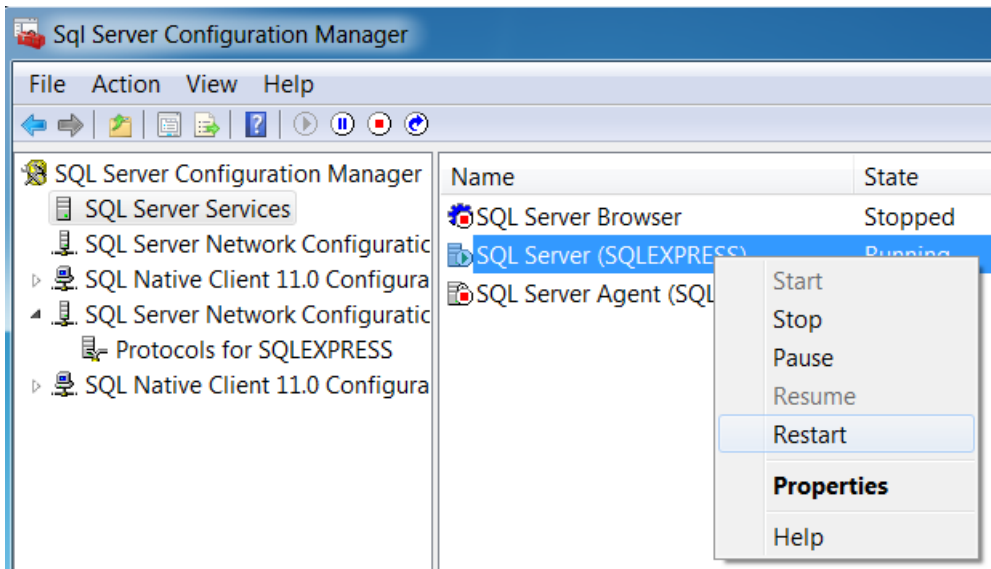 Sql Server Configuration Manager
File Action View Help
SQL Server Configuration Manager
SQL Server Services
SQL Server Network Configuratic
SQL Native Client 11.0 Configura
SQL Server Network Configuratic
Protocols for SQLEXPRESS
SQL Native Client 11.0 Configura
Name State
SQL Server Browser Stopped
SQL Server (SQLEXPRESS) Running
SQL Server Agent (SQL
Start
Stop
Pause
Resume
Restart
Properties
Help